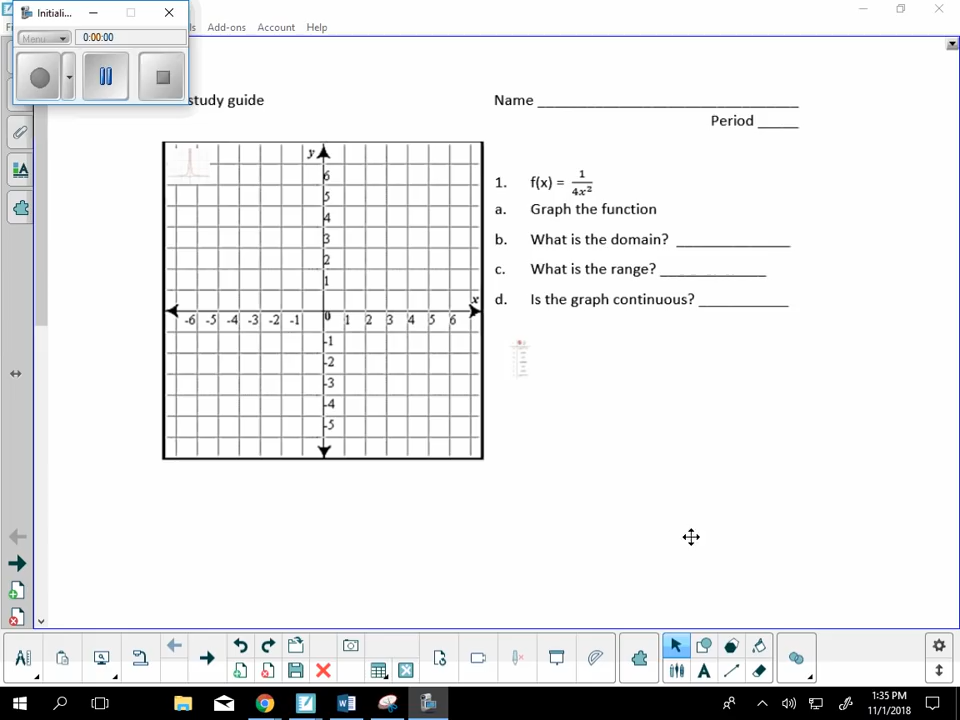 Initiali...
Add-ons Account Help
Menu 0:00:00
study guide
Name ______________________________
Period _____
1. f(x) = 1/4x²
a. Graph the function
b. What is the domain? ______________
c. What is the range? _____________
d. Is the graph continuous? ___________
y
6
5
4
3
2
1
x
-6 -5 -4 -3 -2 -1 0 1 2 3 4 5 6
-1
-2
-3
-4
-5
1:35 PM
11/1/2018